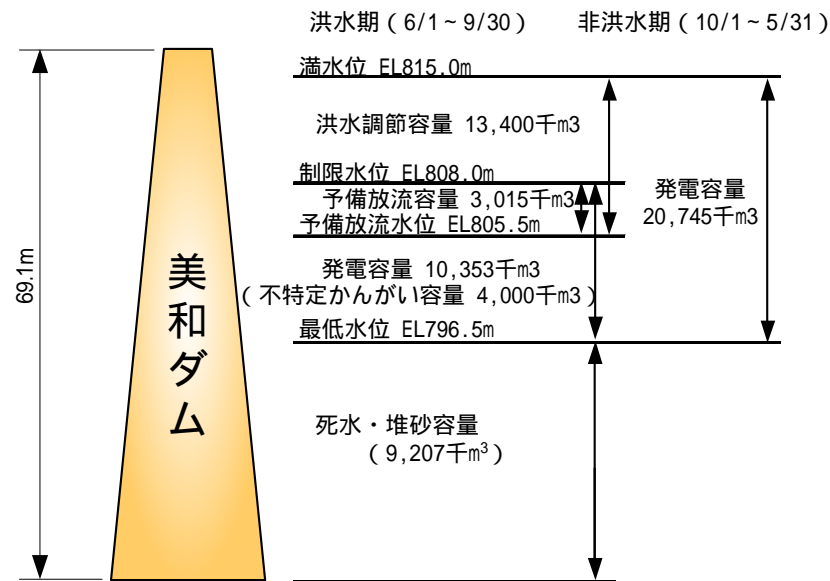 洪水期（6/1～9/30）　非洪水期（10/1～5/31）
満水位 EL815.0m
洪水調節容量 13,400千m3
制限水位 EL808.0m
予備放流容量 3,015千m3
予備放流水位 EL805.5m
発電容量
20,745千m3
発電容量 10,353千m3
（不特定かんがい容量 4,000千m3）
最低水位 EL796.5m
死水・堆砂容量
（9,207千m³）
69.1m
美和ダム